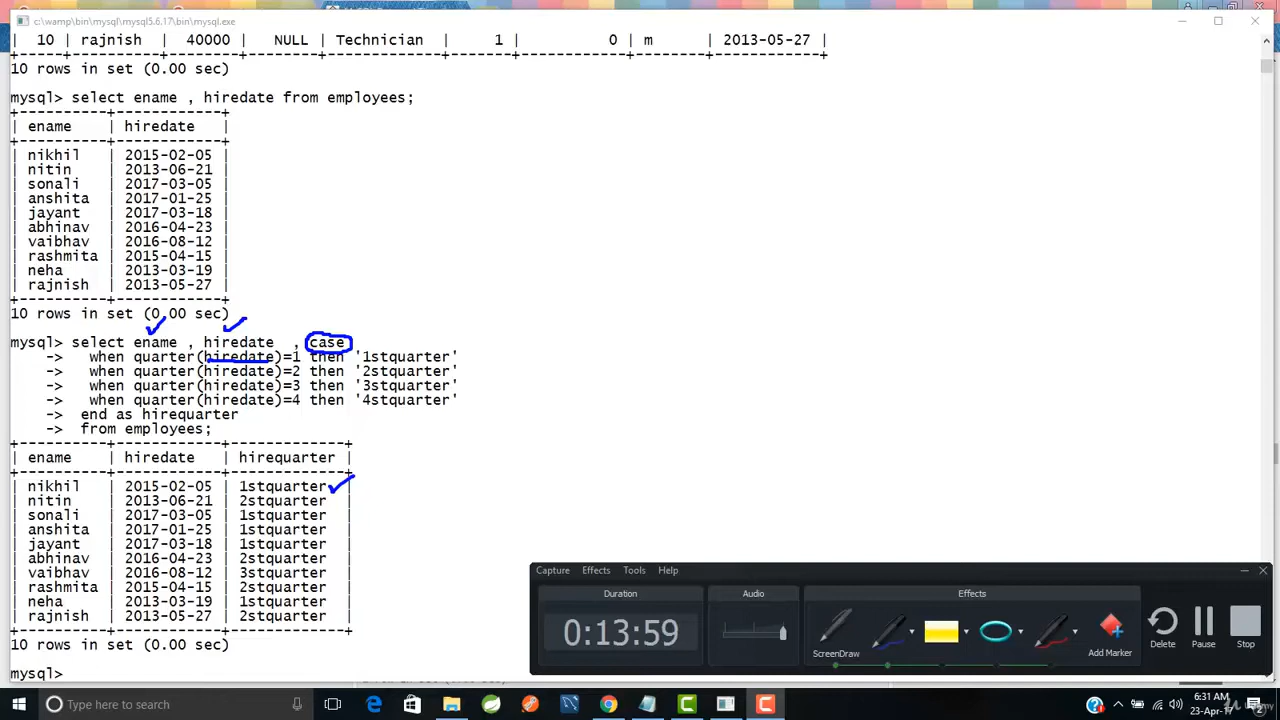 c:\wamp\bin\mysql\mysql5.6.17\bin\mysql.exe
| 10 | rajnish | 40000 | NULL | Technician | 1 | 0 | m | 2013-05-27 |
10 rows in set (0.00 sec)
mysql> select ename , hiredate from employees;
| ename | hiredate |
| nikhil | 2015-02-05 |
| nitin | 2013-06-21 |
| sonali | 2017-03-05 |
| anshita | 2017-01-25 |
| jayant | 2017-03-18 |
| abhinav | 2016-04-23 |
| vaibhav | 2016-08-12 |
| rashmita | 2015-04-15 |
| neha | 2013-03-19 |
| rajnish | 2013-05-27 |
10 rows in set (0.00 sec)
mysql> select ename , hiredate , case
-> when quarter(hiredate)=1 then '1stquarter'
-> when quarter(hiredate)=2 then '2stquarter'
-> when quarter(hiredate)=3 then '3stquarter'
-> when quarter(hiredate)=4 then '4stquarter'
-> end as hirequarter
-> from employees;
| ename | hiredate | hirequarter |
| nikhil | 2015-02-05 | 1stquarter |
| nitin | 2013-06-21 | 2stquarter |
| sonali | 2017-03-05 | 1stquarter |
| anshita | 2017-01-25 | 1stquarter |
| jayant | 2017-03-18 | 1stquarter |
| abhinav | 2016-04-23 | 2stquarter |
| vaibhav | 2016-08-12 | 3stquarter |
| rashmita | 2015-04-15 | 2stquarter |
| neha | 2013-03-19 | 1stquarter |
| rajnish | 2013-05-27 | 2stquarter |
10 rows in set (0.00 sec)
mysql>
Capture Effects Tools Help
Duration Audio Effects
0:13:59
ScreenDraw Add Marker Delete Pause Stop
Type here to search
6:31 AM
23-Apr-17